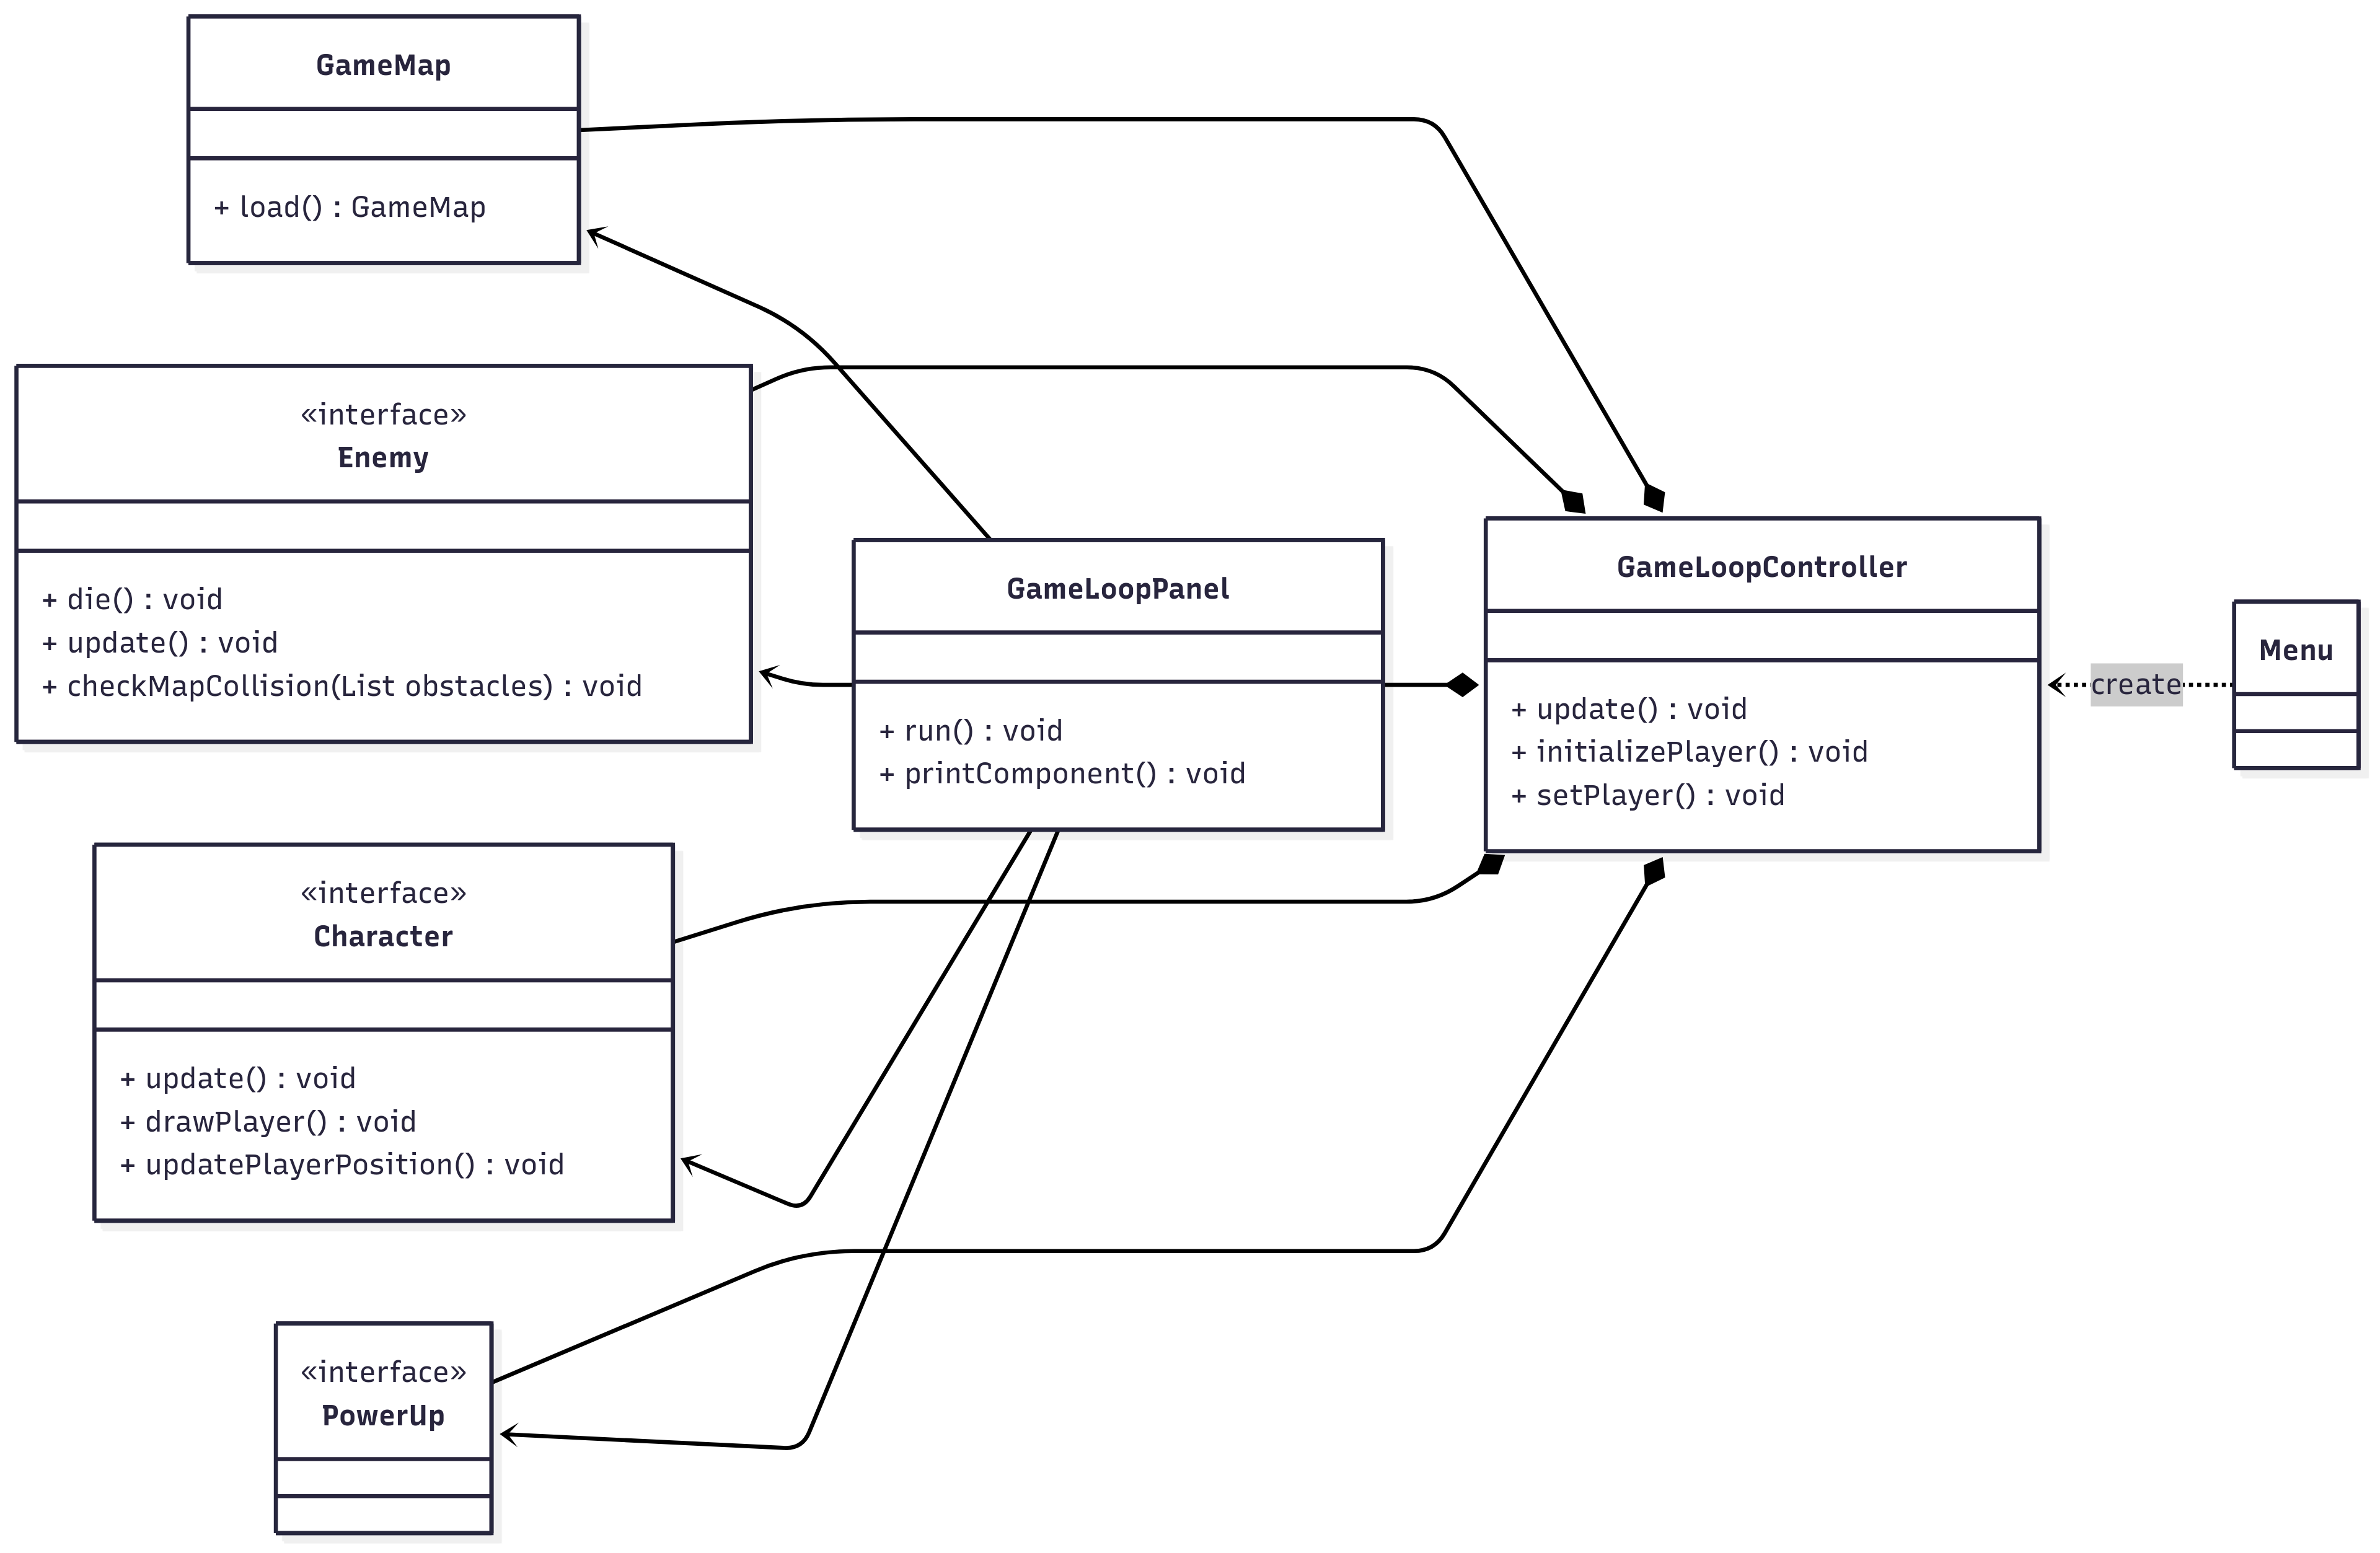 GameMap
+ load() : GameMap
«interface»
Enemy
+ die() : void
+ update() : void
+ checkMapCollision(List obstacles) : void
GameLoopPanel
+ run() : void
+ printComponent() : void
GameLoopController
+ update() : void
+ initializePlayer() : void
+ setPlayer() : void
create
Menu
«interface»
Character
+ update() : void
+ drawPlayer() : void
+ updatePlayerPosition() : void
«interface»
PowerUp